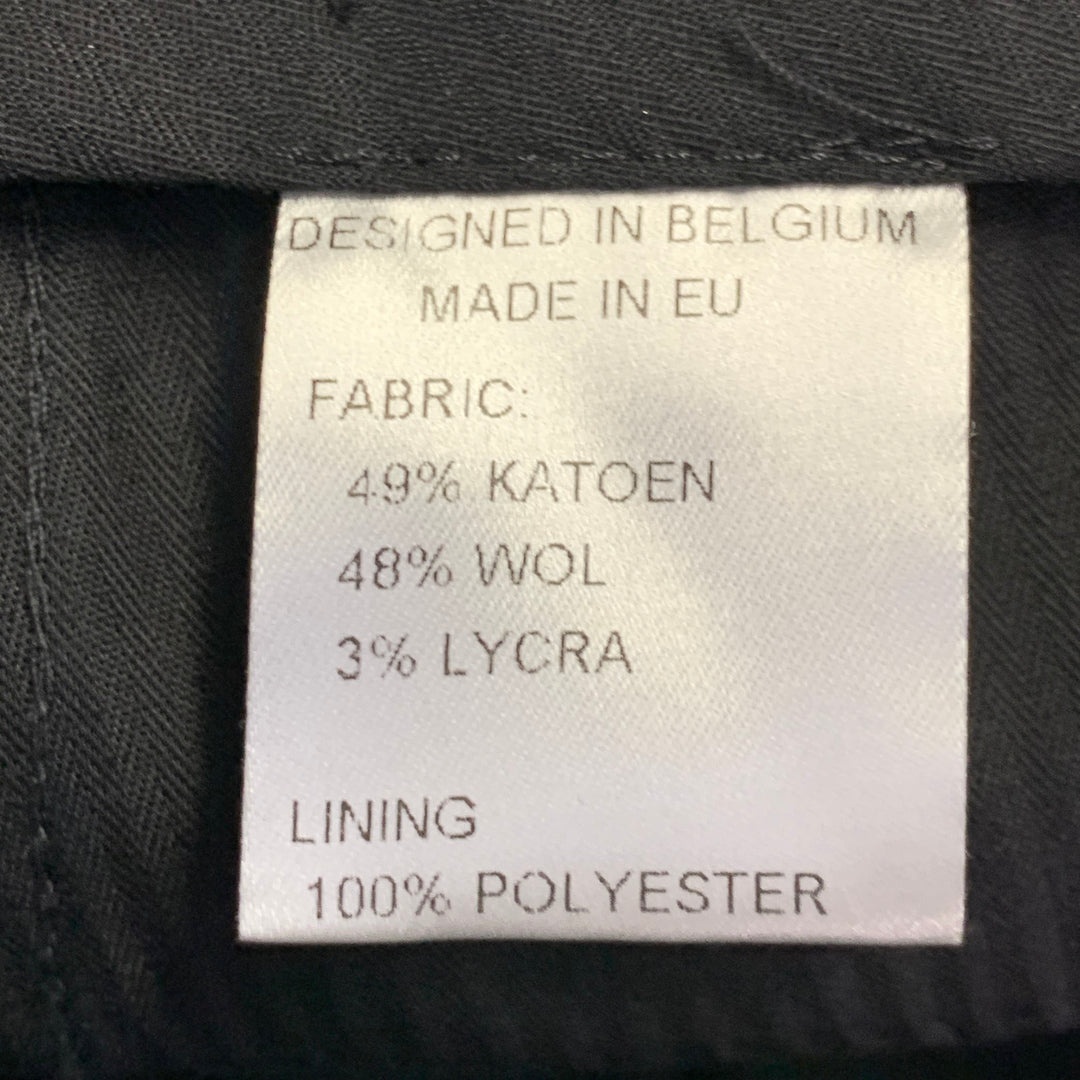 DESIGNED IN BELGIUM
MADE IN EU
FABRIC:
49% KATOEN
48% WOL
3% LYCRA
LINING
100% POLYESTER